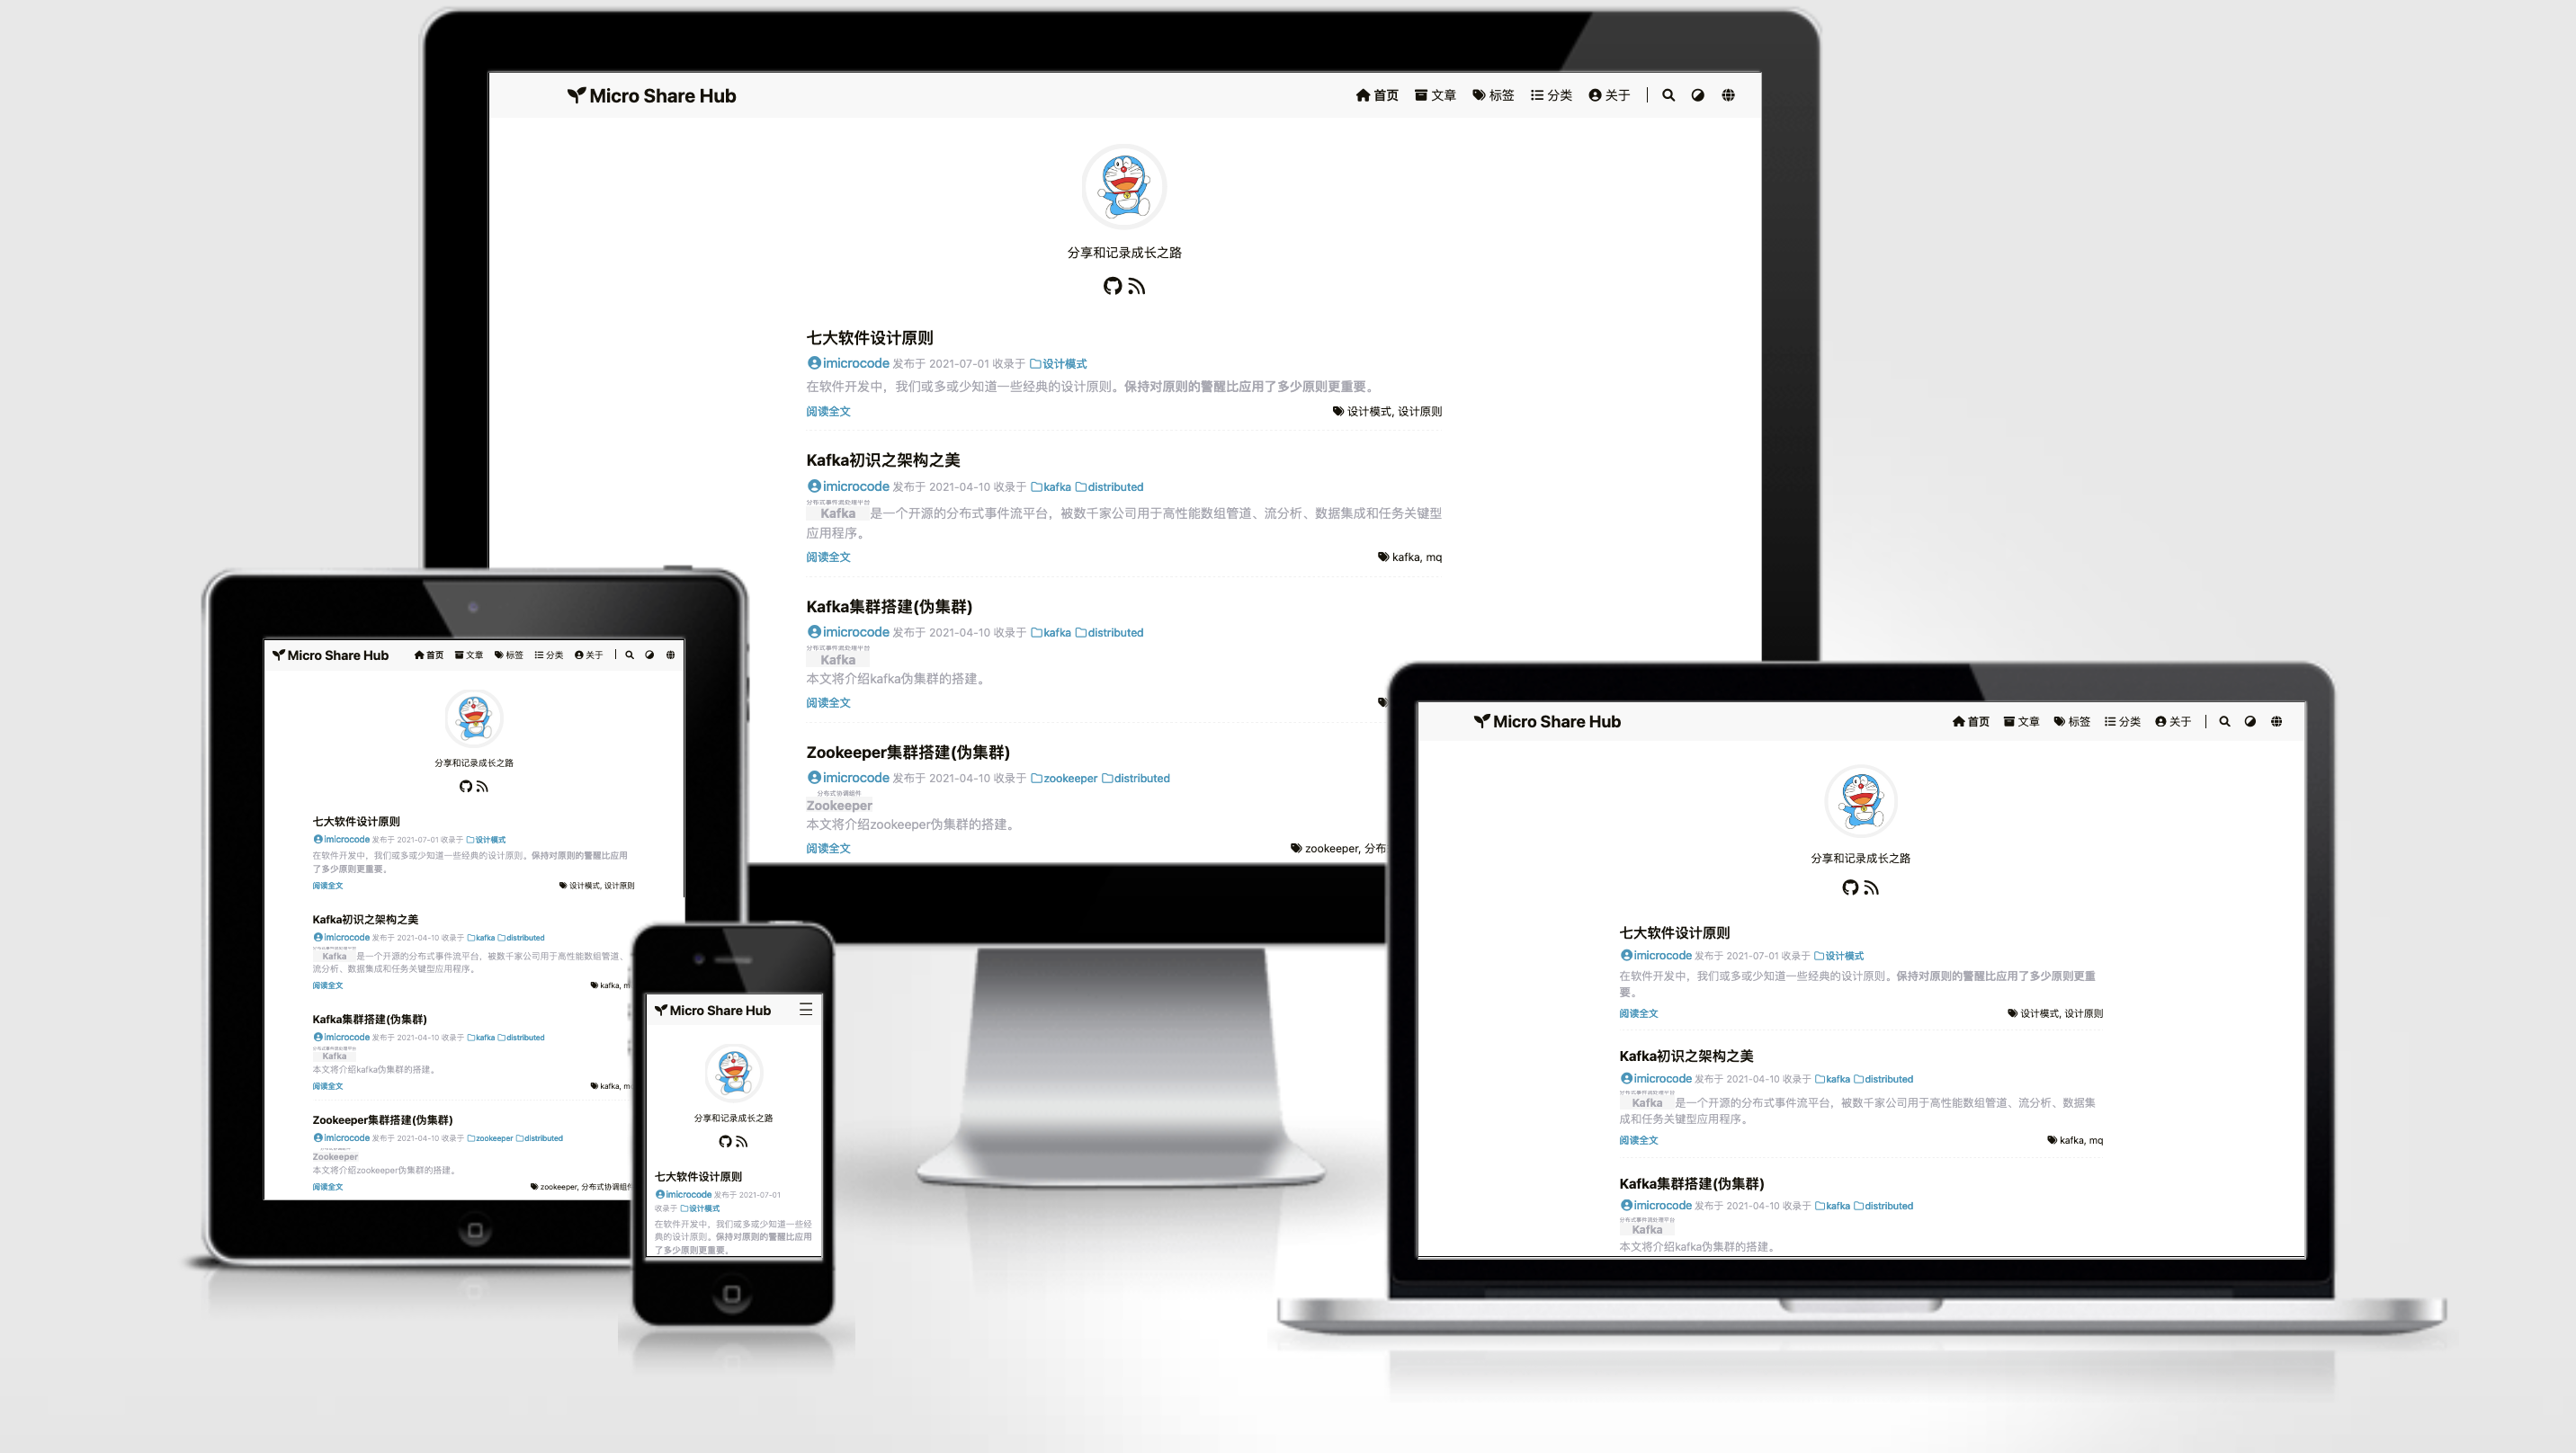 Micro Share Hub
首页 文章 标签 分类 关于
分享和记录成长之路
七大软件设计原则
imicrocode 发布于 2021-07-01 收录于 设计模式
在软件开发中，我们或多或少知道一些经典的设计原则。保持对原则的警醒比应用了多少原则更重要。
阅读全文
设计模式, 设计原则
Kafka初识之架构之美
imicrocode 发布于 2021-04-10 收录于 kafka distributed
分布式事件流处理平台
Kafka 是一个开源的分布式事件流平台，被数千家公司用于高性能数组管道、流分析、数据集成和任务关键型
应用程序。
阅读全文
kafka, mq
Kafka集群搭建(伪集群)
imicrocode 发布于 2021-04-10 收录于 kafka distributed
分布式事件流处理平台
Kafka
本文将介绍kafka伪集群的搭建。
阅读全文
Zookeeper集群搭建(伪集群)
imicrocode 发布于 2021-04-10 收录于 zookeeper distributed
分布式协调组件
Zookeeper
本文将介绍zookeeper伪集群的搭建。
阅读全文
zookeeper, 分布
Micro Share Hub
首页 文章 标签 分类 关于
分享和记录成长之路
七大软件设计原则
imicrocode 发布于 2021-07-01 收录于 设计模式
在软件开发中，我们或多或少知道一些经典的设计原则。保持对原则的警醒比应用
了多少原则更重要。
阅读全文
设计模式, 设计原则
Kafka初识之架构之美
imicrocode 发布于 2021-04-10 收录于 kafka distributed
Kafka 是一个开源的分布式事件流平台，被数千家公司用于高性能数组管道、
流分析、数据集成和任务关键型应用程序。
阅读全文
kafka, m
Kafka集群搭建(伪集群)
imicrocode 发布于 2021-04-10 收录于 kafka distributed
Kafka
本文将介绍kafka伪集群的搭建。
阅读全文
kafka, m
Zookeeper集群搭建(伪集群)
imicrocode 发布于 2021-04-10 收录于 zookeeper distributed
Zookeeper
本文将介绍zookeeper伪集群的搭建。
阅读全文
zookeeper, 分布式协调组件
Micro Share Hub
分享和记录成长之路
七大软件设计原则
imicrocode 发布于 2021-07-01
收录于 设计模式
在软件开发中，我们或多或少知道一些经
典的设计原则。保持对原则的警醒比应用
了多少原则更重要。
Micro Share Hub
首页 文章 标签 分类 关于
分享和记录成长之路
七大软件设计原则
imicrocode 发布于 2021-07-01 收录于 设计模式
在软件开发中，我们或多或少知道一些经典的设计原则。保持对原则的警醒比应用了多少原则更重
要。
阅读全文
设计模式, 设计原则
Kafka初识之架构之美
imicrocode 发布于 2021-04-10 收录于 kafka distributed
Kafka 是一个开源的分布式事件流平台，被数千家公司用于高性能数组管道、流分析、数据集
成和任务关键型应用程序。
阅读全文
kafka, mq
Kafka集群搭建(伪集群)
imicrocode 发布于 2021-04-10 收录于 kafka distributed
分布式事件流处理平台
Kafka
本文将介绍kafka伪集群的搭建。